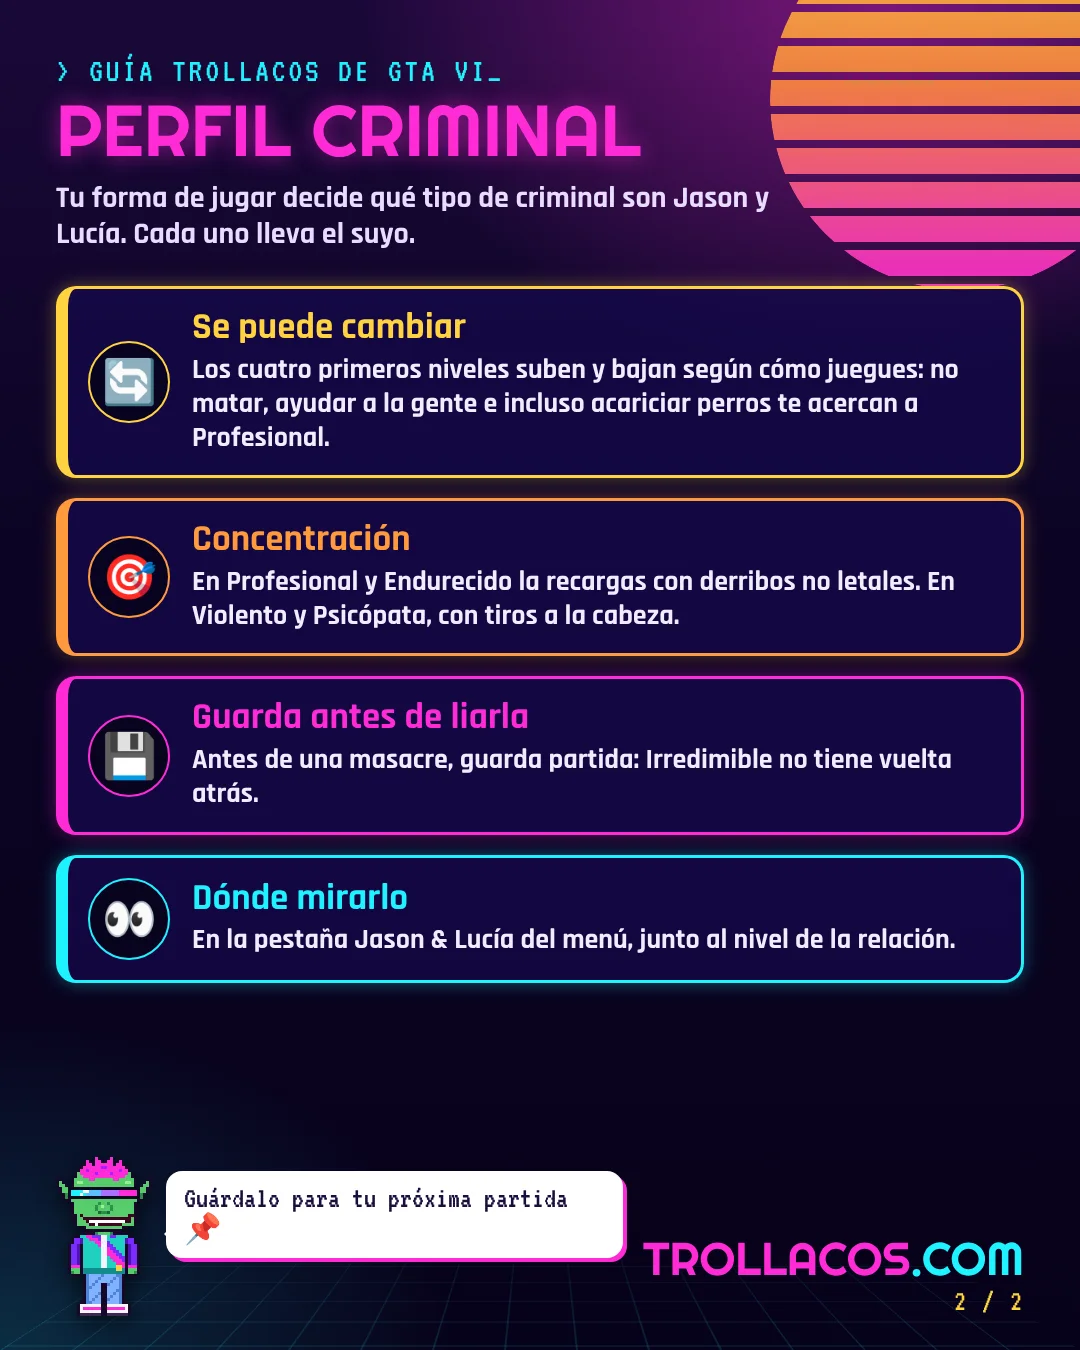 > GUÍA TROLLACOS DE GTA VI_
PERFIL CRIMINAL
Tu forma de jugar decide qué tipo de criminal son Jason y
Lucía. Cada uno lleva el suyo.
Se puede cambiar
Los cuatro primeros niveles suben y bajan según cómo juegues: no
matar, ayudar a la gente e incluso acariciar perros te acercan a
Profesional.
Concentración
En Profesional y Endurecido la recargas con derribos no letales. En
Violento y Psicópata, con tiros a la cabeza.
Guarda antes de liarla
Antes de una masacre, guarda partida: Irredimible no tiene vuelta
atrás.
Dónde mirarlo
En la pestaña Jason & Lucía del menú, junto al nivel de la relación.
Guárdalo para tu próxima partida
TROLLACOS.COM
2 / 2